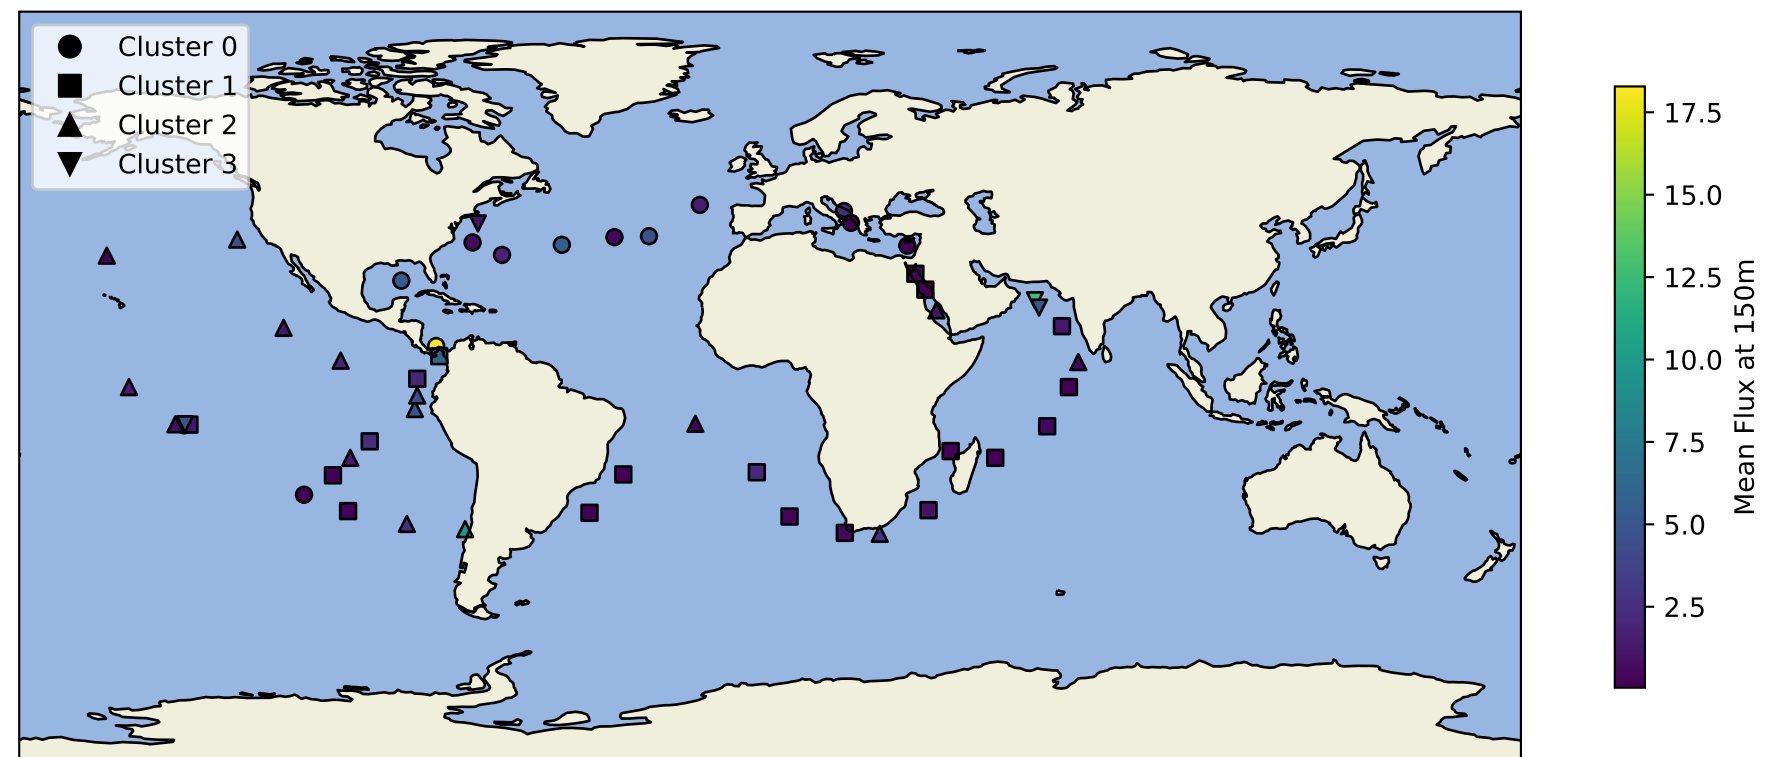 Cluster 0
Cluster 1
Cluster 2
Cluster 3
17.5
15.0
12.5
10.0
7.5
5.0
2.5
Mean Flux at 150m